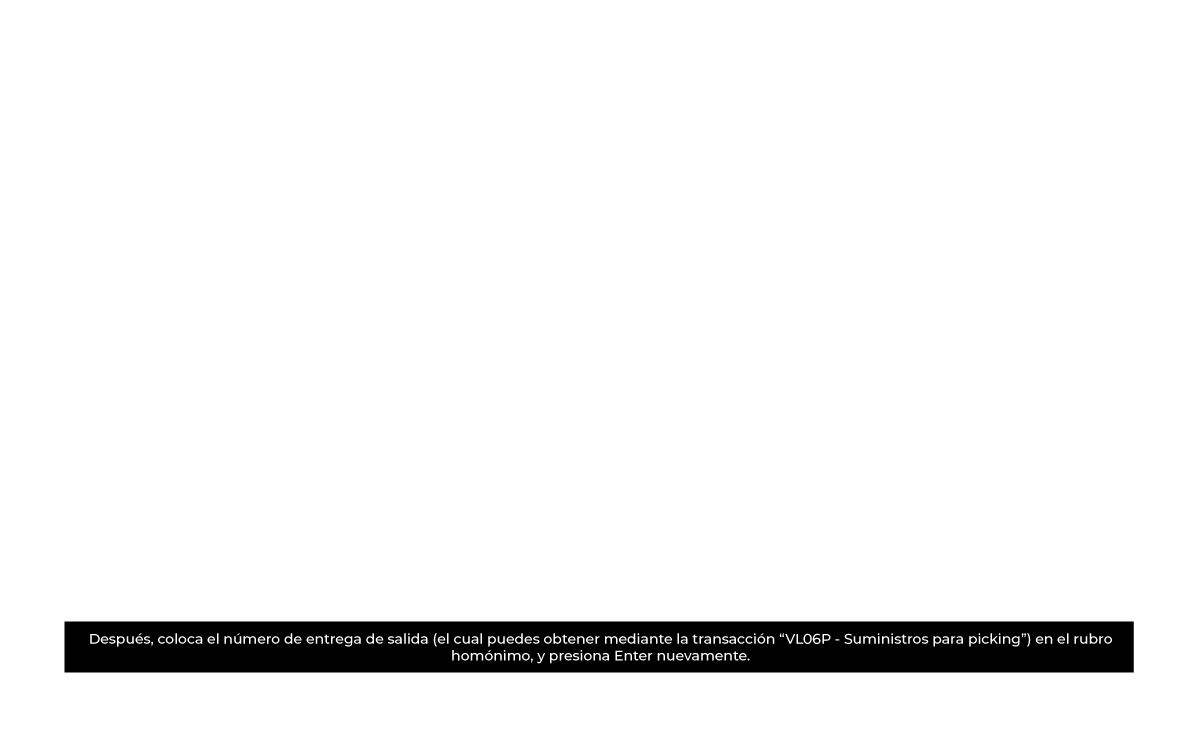 Después, coloca el número de entrega de salida (el cual puedes obtener mediante la transacción “VL06P - Suministros para picking”) en el rubro
homónimo, y presiona Enter nuevamente.